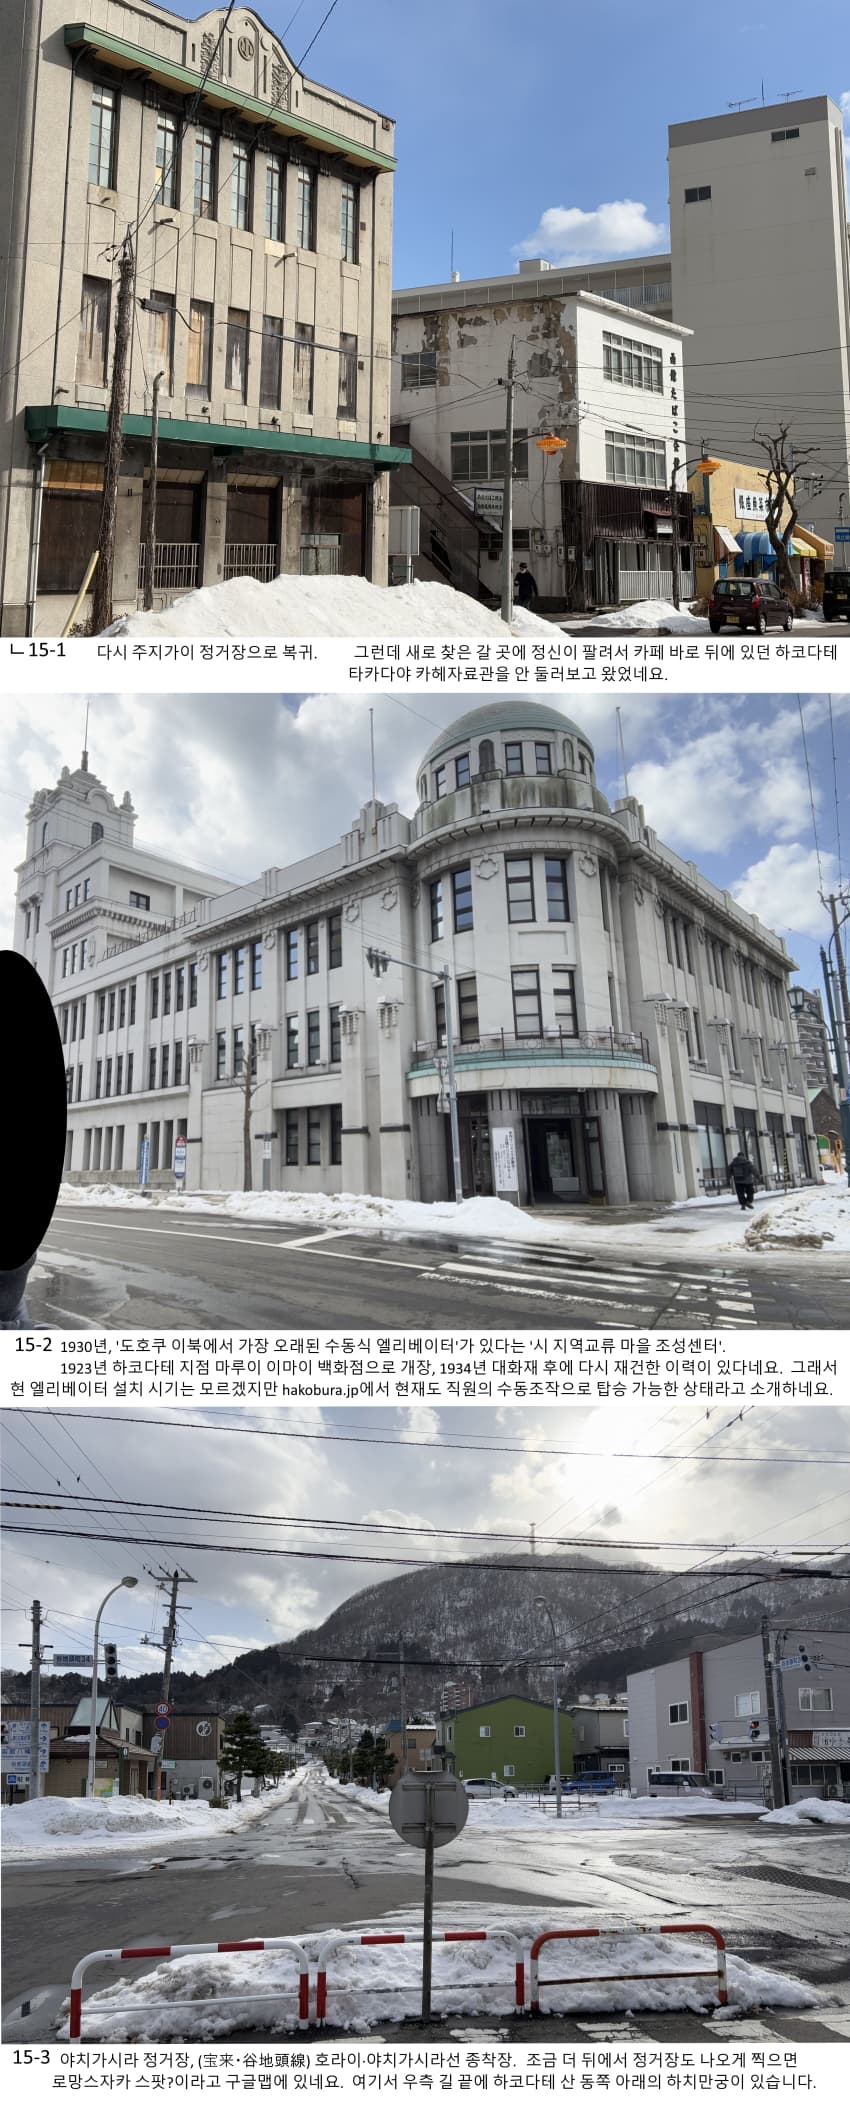 函館たばこ会
銀座無茶
ㄴ15-1 다시 주지가이 정거장으로 복귀. 그런데 새로 찾은 갈 곳에 정신이 팔려서 카페 바로 뒤에 있던 하코다테
타카다야 카헤자료관을 안 둘러보고 왔었네요.
15-2 1930년, '도호쿠 이북에서 가장 오래된 수동식 엘리베이터'가 있다는 '시 지역교류 마을 조성센터'.
1923년 하코다테 지점 마루이 이마이 백화점으로 개장, 1934년 대화재 후에 다시 재건한 이력이 있다네요. 그래서
현 엘리베이터 설치 시기는 모르겠지만 hakobura.jp에서 현재도 직원의 수동조작으로 탑승 가능한 상태라고 소개하네요.
40
15-3 야치가시라 정거장, (宝来･谷地頭線) 호라이·야치가시라선 종착장. 조금 더 뒤에서 정거장도 나오게 찍으면
로망스자카 스팟?이라고 구글맵에 있네요. 여기서 우측 길 끝에 하코다테 산 동쪽 아래의 하치만궁이 있습니다.